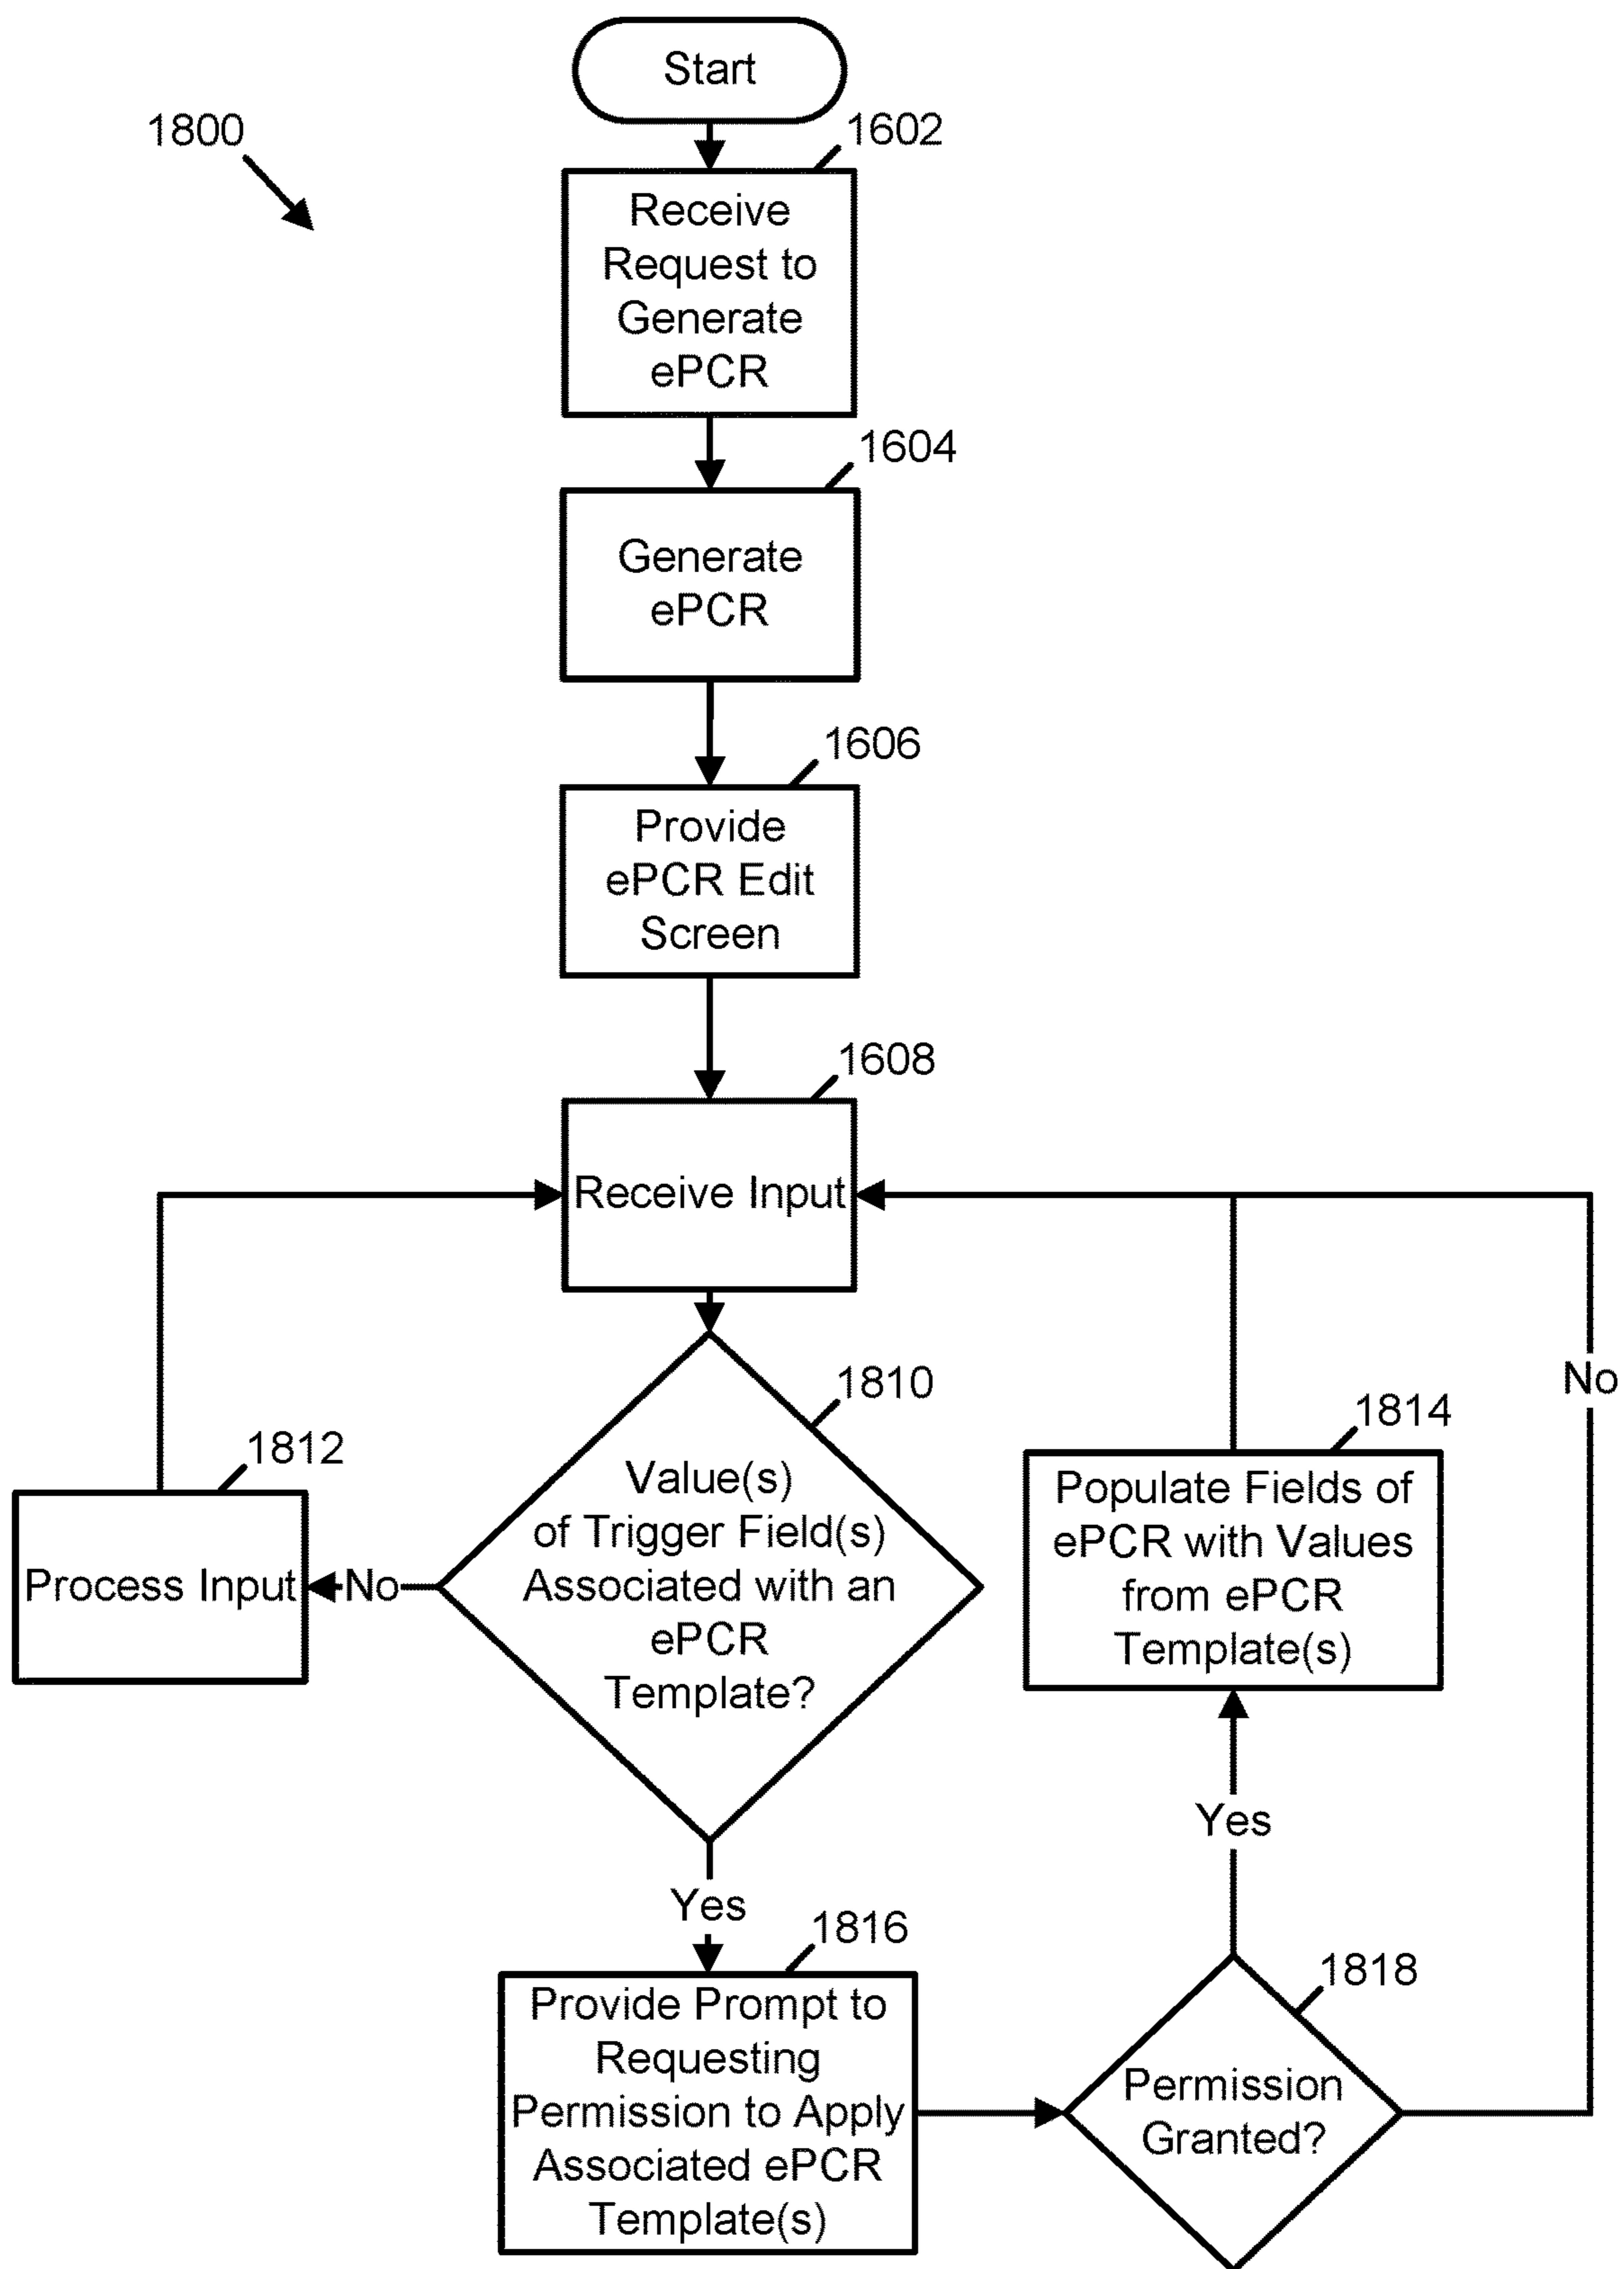 Start
1800
1602
Receive
Request to
Generate
ePCR
1604
Generate
ePCR
1606
Provide
ePCR Edit
Screen
1608
Receive Input
1810
Value(s)
of Trigger Field(s)
Associated with an
ePCR
Template?
No
1812
Process Input
Yes
1816
Provide Prompt to
Requesting
Permission to Apply
Associated ePCR
Template(s)
1818
Permission
Granted?
Yes
1814
Populate Fields of
ePCR with Values
from ePCR
Template(s)
No